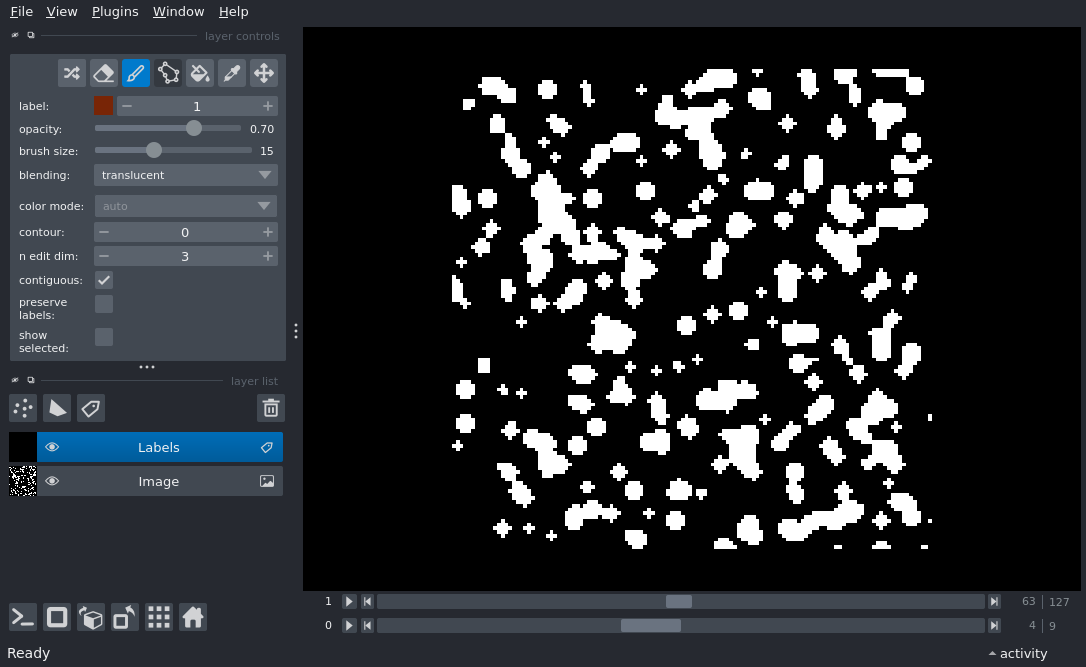 File View Plugins Window Help
layer controls
label: 1
opacity: 0.70
brush size: 15
blending: translucent
color mode: auto
contour: 0
n edit dim: 3
contiguous:
preserve
labels:
show
selected:
layer list
Labels
Image
1 63 127
0 4 9
Ready activity